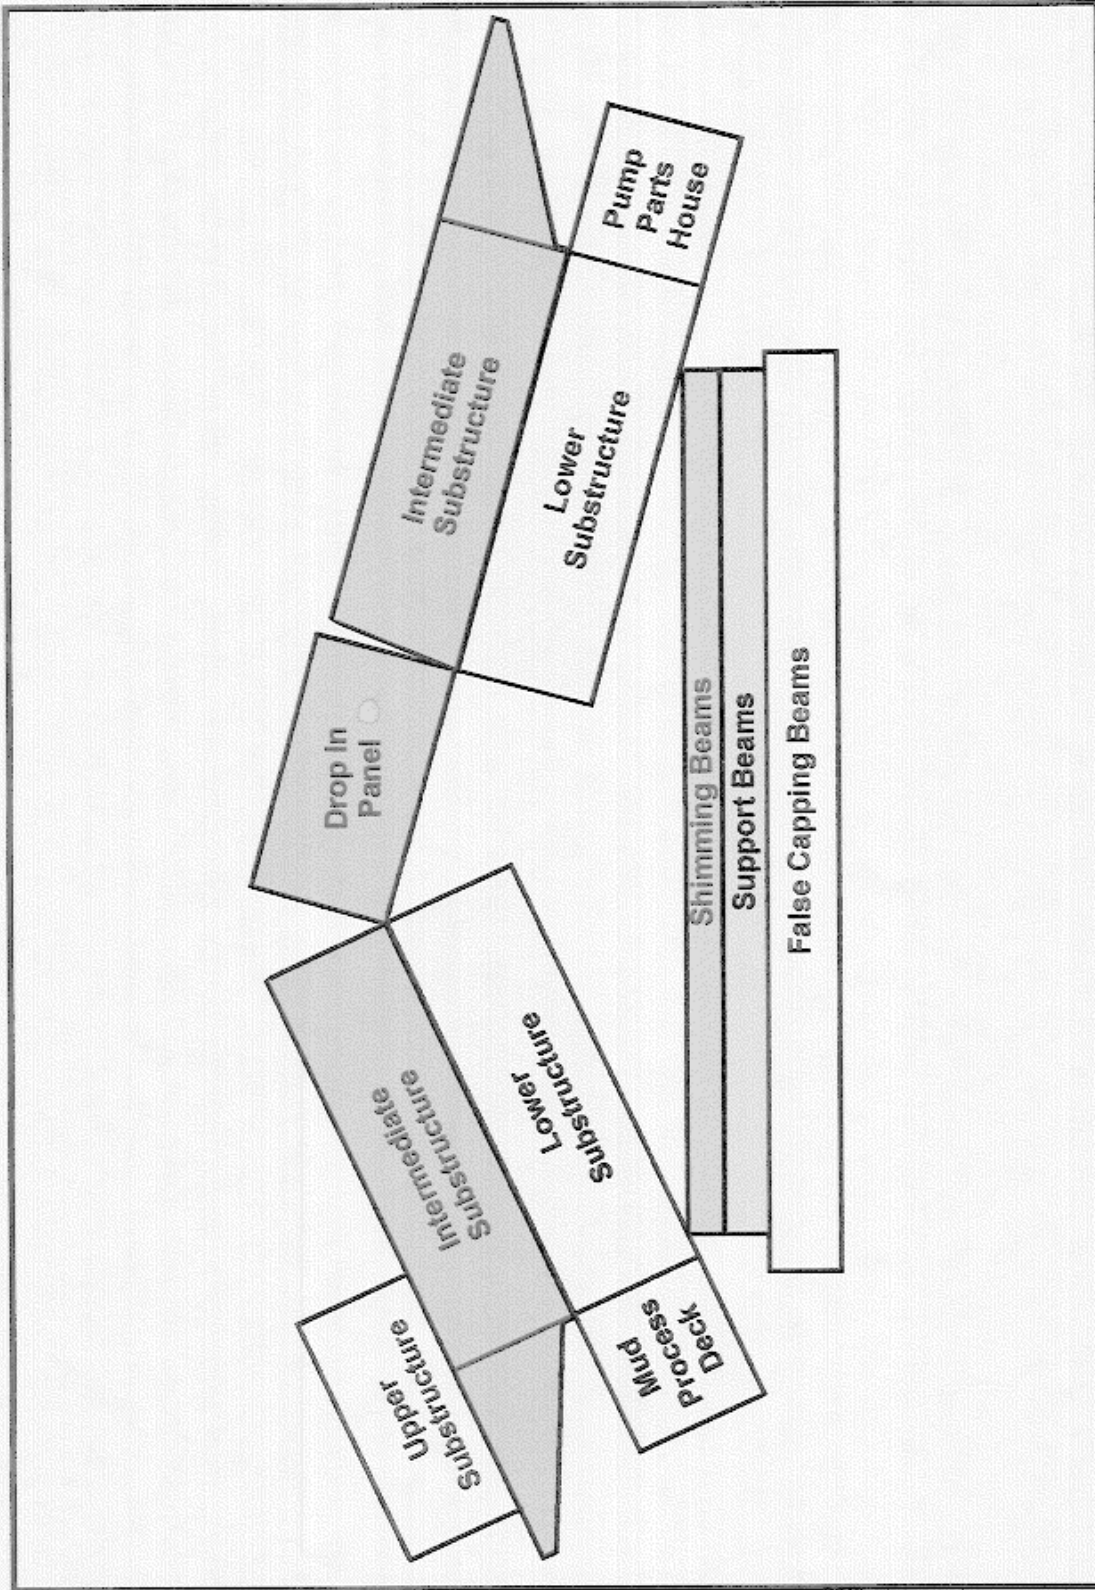 Upper
Substructure
Intermediate
Substructure
Drop In
Panel
Intermediate
Substructure
Mud
Process
Deck
Lower
Substructure
Lower
Substructure
Pump
Parts
House
Shimming Beams
Support Beams
False Capping Beams